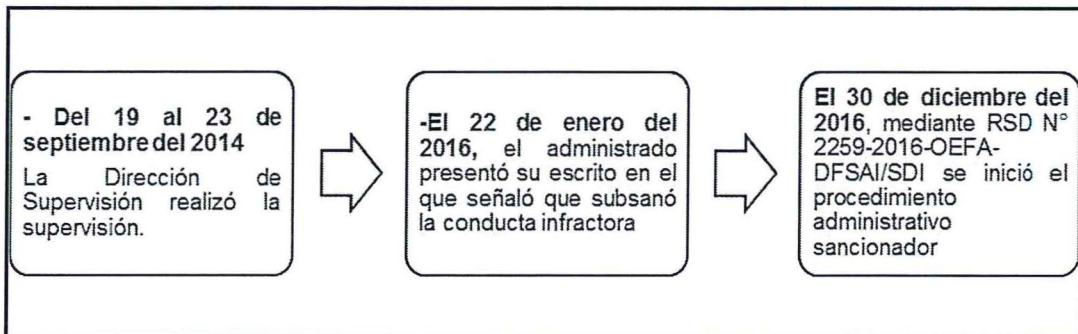 - Del 19 al 23 de
septiembre del 2014
La Dirección de
Supervisión realizó la
supervisión.
-El 22 de enero del
2016, el administrado
presentó su escrito en el
que señaló que subsanó
la conducta infractora
El 30 de diciembre del
2016, mediante RSD N°
2259-2016-OEFA-
DFSAI/SDI se inició el
procedimiento
administrativo
sancionador